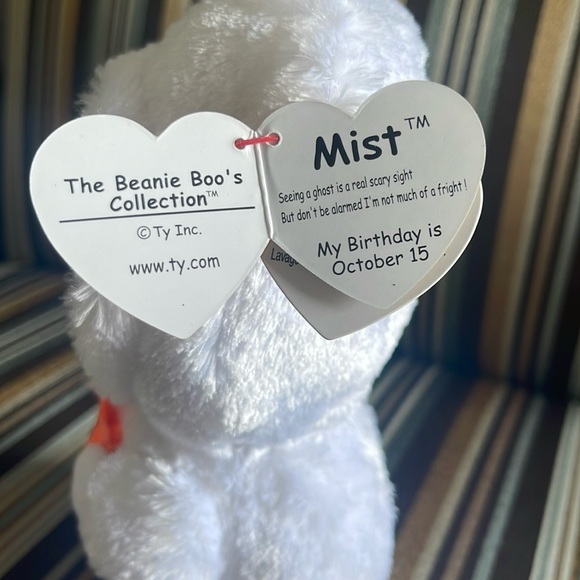 The Beanie Boo's
Collection™
©Ty Inc.
www.ty.com
Mist™
Seeing a ghost is a real scary sight
But don't be alarmed I'm not much of a fright!
My Birthday is
October 15